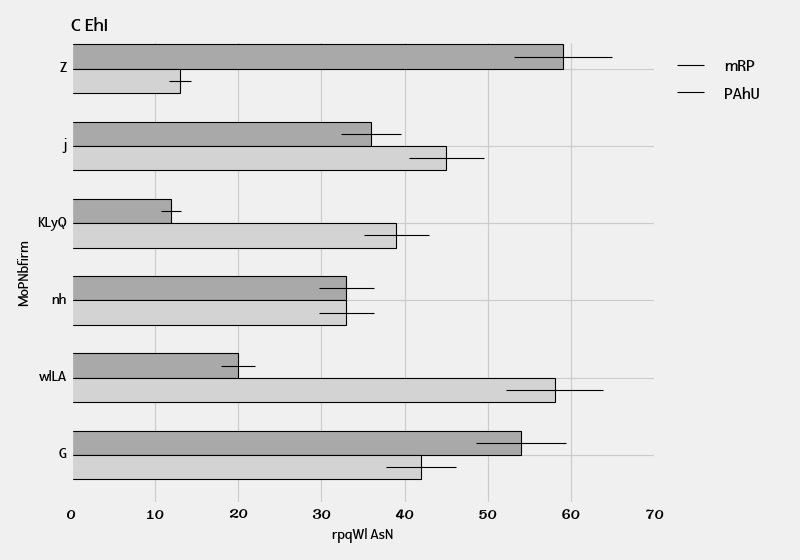 C EhI
Z
j
KLyQ
nh
wlLA
G
MoPNbfirm
0 10 20 30 40 50 60 70
rpqWl AsN
mRP
PAhU